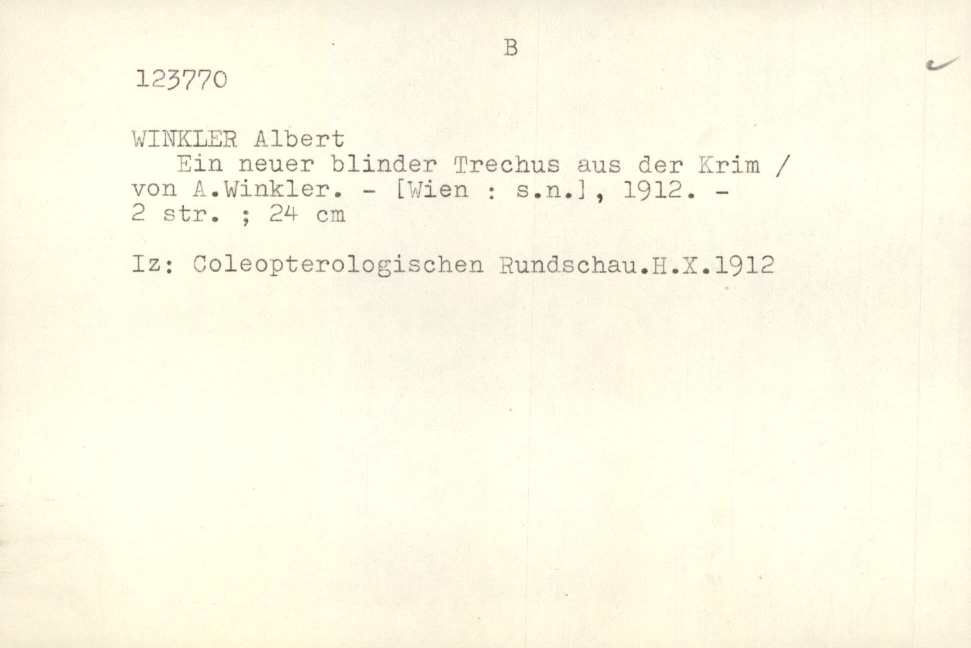 B
123770
WINKLER Albert
Ein neuer blinder Trechus aus der Krim /
von A.Winkler. - [Wien : s.n.], 1912. -
2 str. ; 24 cm
Iz: Coleopterologischen Rundschau.H.X.1912